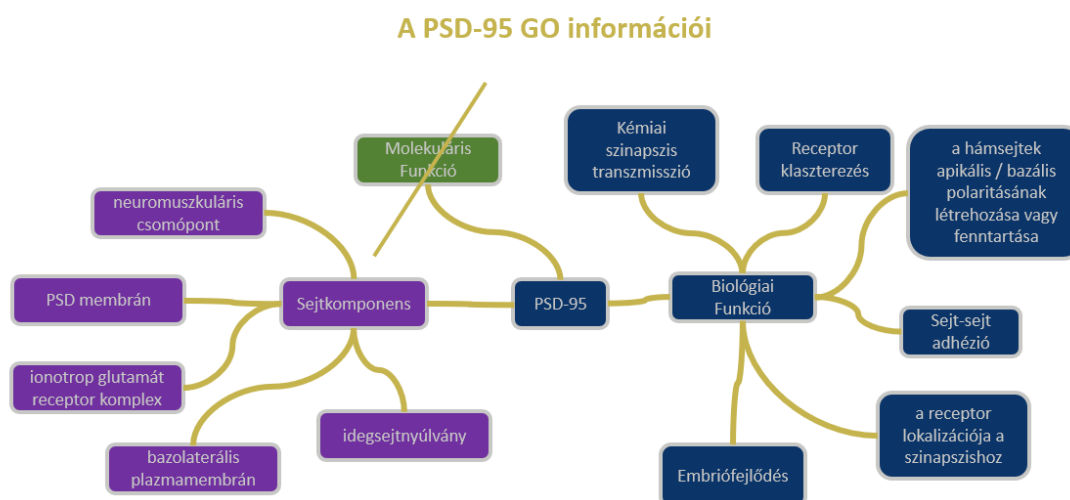 A PSD-95 GO információi
Molekuláris
Funkció
neuromuszkuláris
csomópont
PSD membrán
Sejtkomponens
ionotrop glutamát
receptor komplex
bazolaterális
plazmamembrán
idegsejtnyúlvány
PSD-95
Kémiai
szinapszis
transzmisszió
Receptor
klaszterezés
a hámsejtek
apikális / bazális
polaritásának
létrehozása vagy
fenntartása
Biológiai
Funkció
Sejt-sejt
adhézió
a receptor
lokalizációja a
szinapszishoz
Embriófejlődés